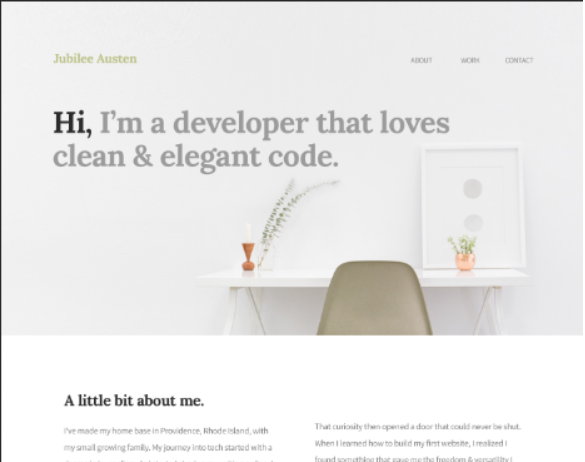 Jubilee Austen
ABOUT
WORK
CONTACT
Hi, I'm a developer that loves
clean & elegant code.
A little bit about me.
I've made my home base in Providence, Rhode Island, with
my small growing family. My journey into tech started with a
That curiosity then opened a door that could never be shut.
When I learned how to build my first website, I realized I
found something that gave me the freedom & versatility I